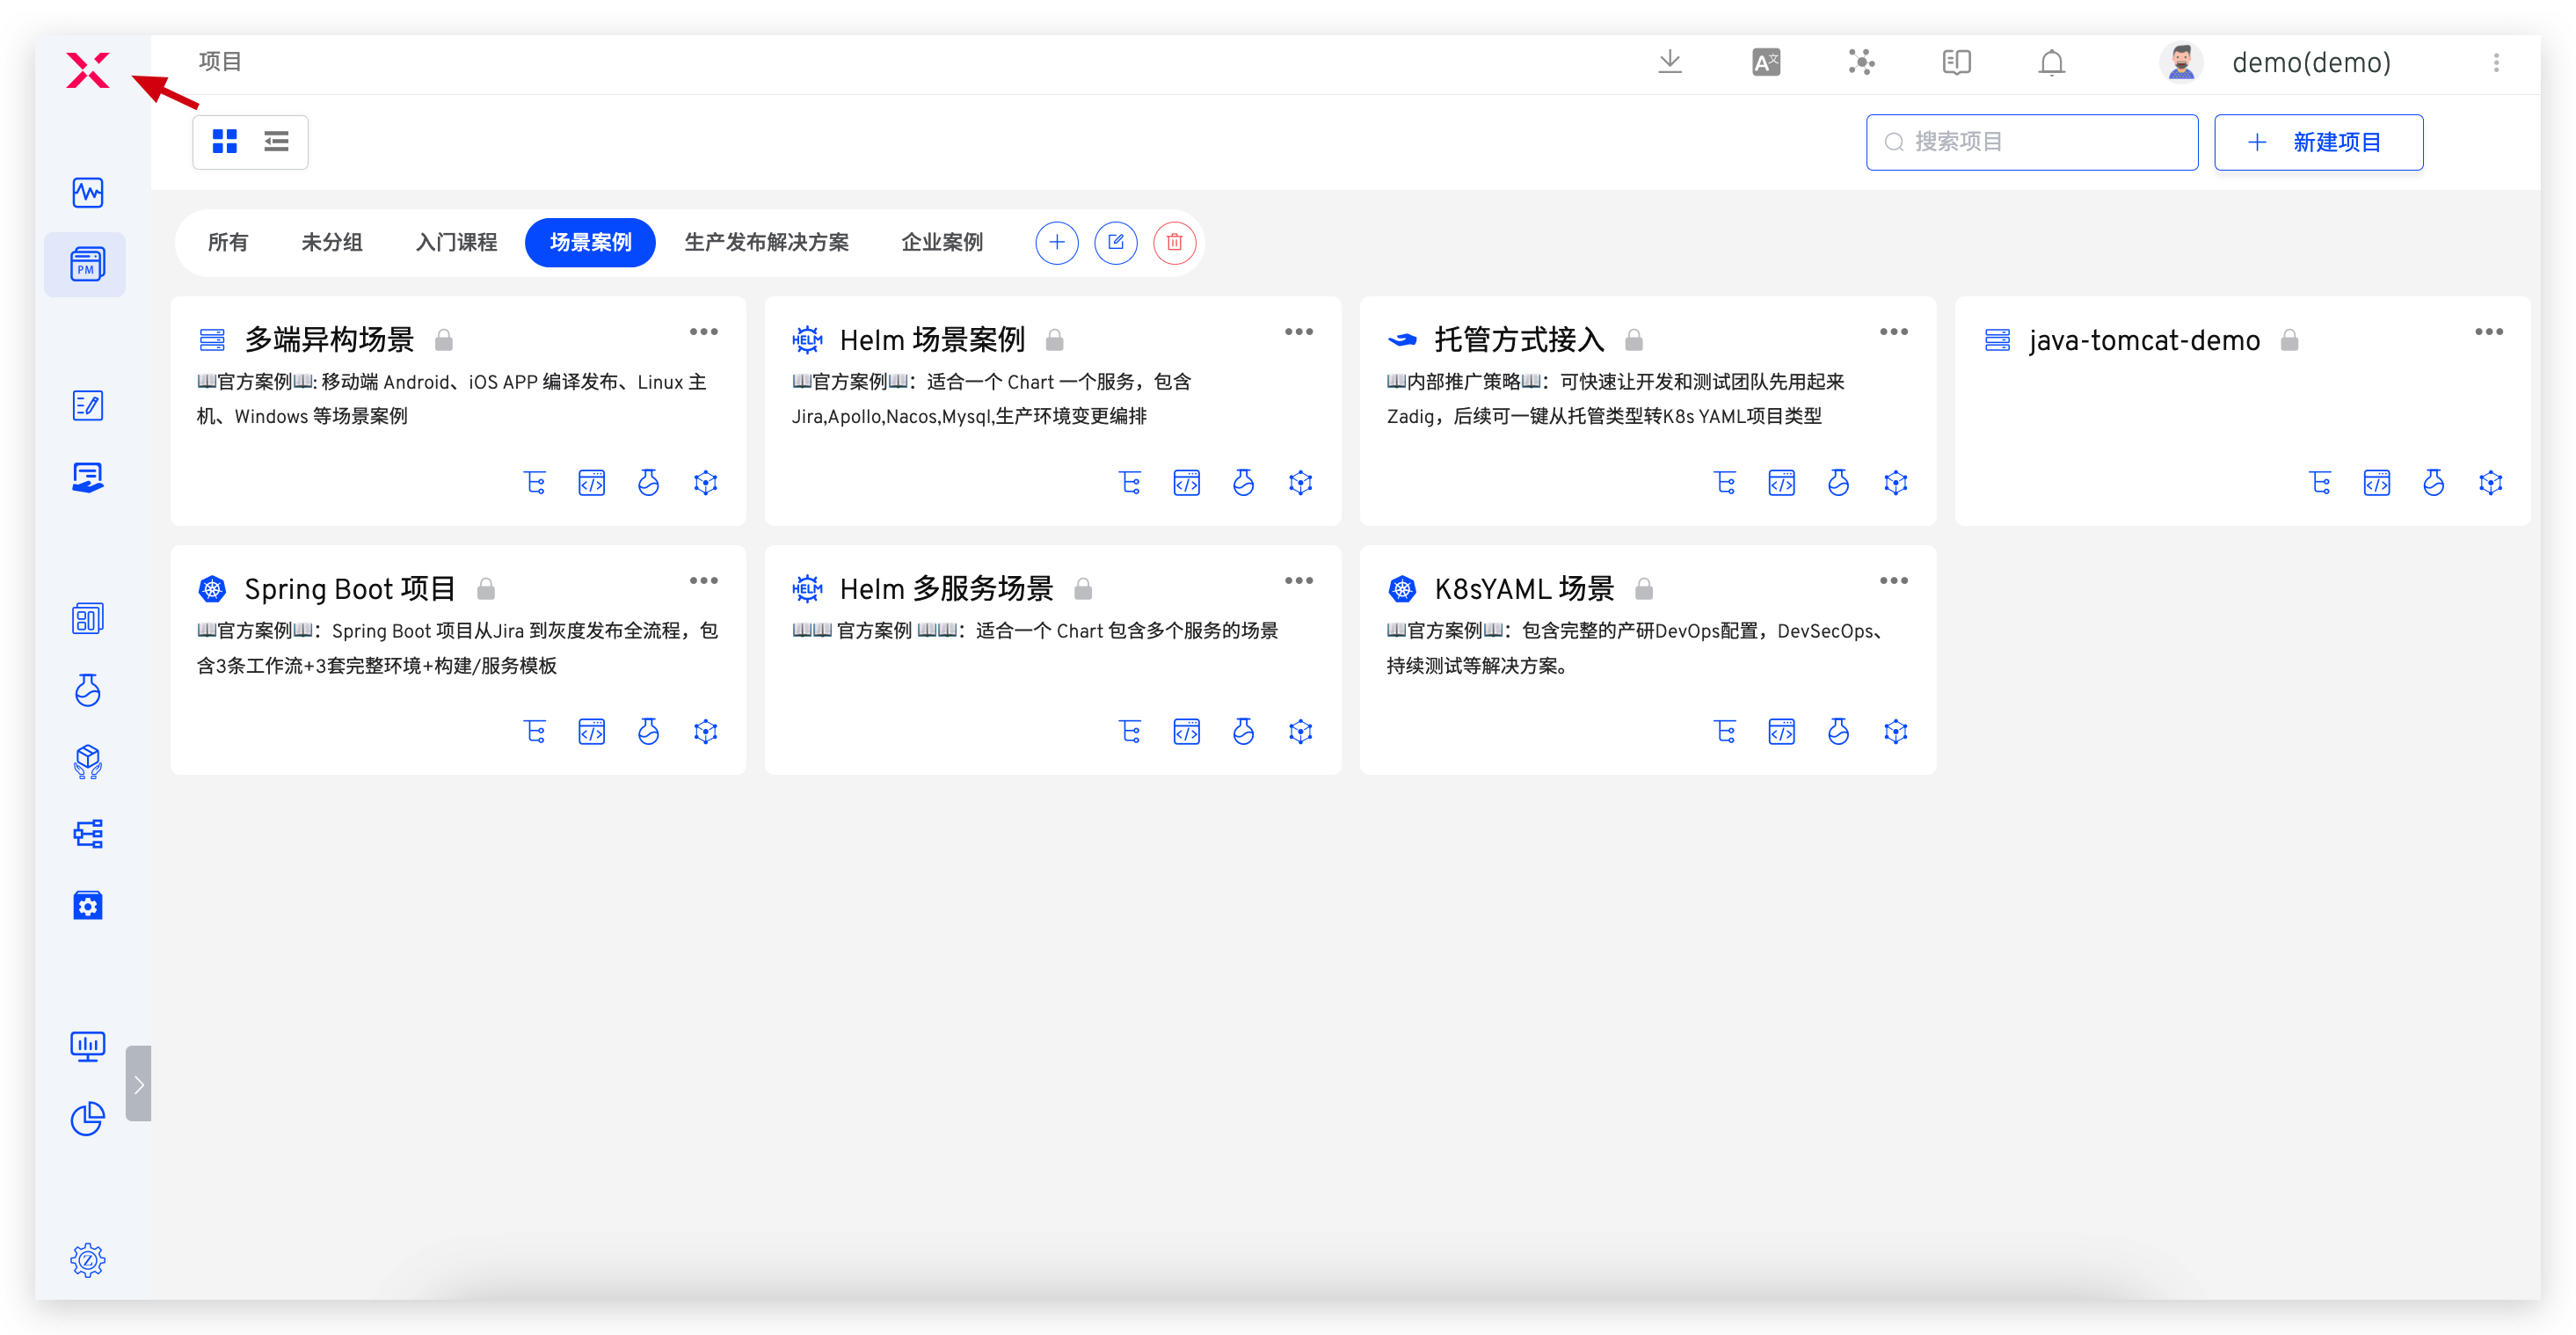 项目
A文
demo(demo)
搜索项目
+ 新建项目
所有 未分组 入门课程 场景案例 生产发布解决方案 企业案例
PM
多端异构场景
📖官方案例📖: 移动端 Android、iOS APP 编译发布、Linux 主
机、Windows 等场景案例
HELM
Helm 场景案例
📖官方案例📖：适合一个 Chart 一个服务，包含
Jira,Apollo,Nacos,Mysql,生产环境变更编排
托管方式接入
📖内部推广策略📖：可快速让开发和测试团队先用起来
Zadig，后续可一键从托管类型转K8s YAML项目类型
java-tomcat-demo
Spring Boot 项目
📖官方案例📖：Spring Boot 项目从Jira 到灰度发布全流程，包
含3条工作流+3套完整环境+构建/服务模板
HELM
Helm 多服务场景
📖📖 官方案例 📖📖：适合一个 Chart 包含多个服务的场景
K8sYAML 场景
📖官方案例📖：包含完整的产研DevOps配置，DevSecOps、
持续测试等解决方案。
Z